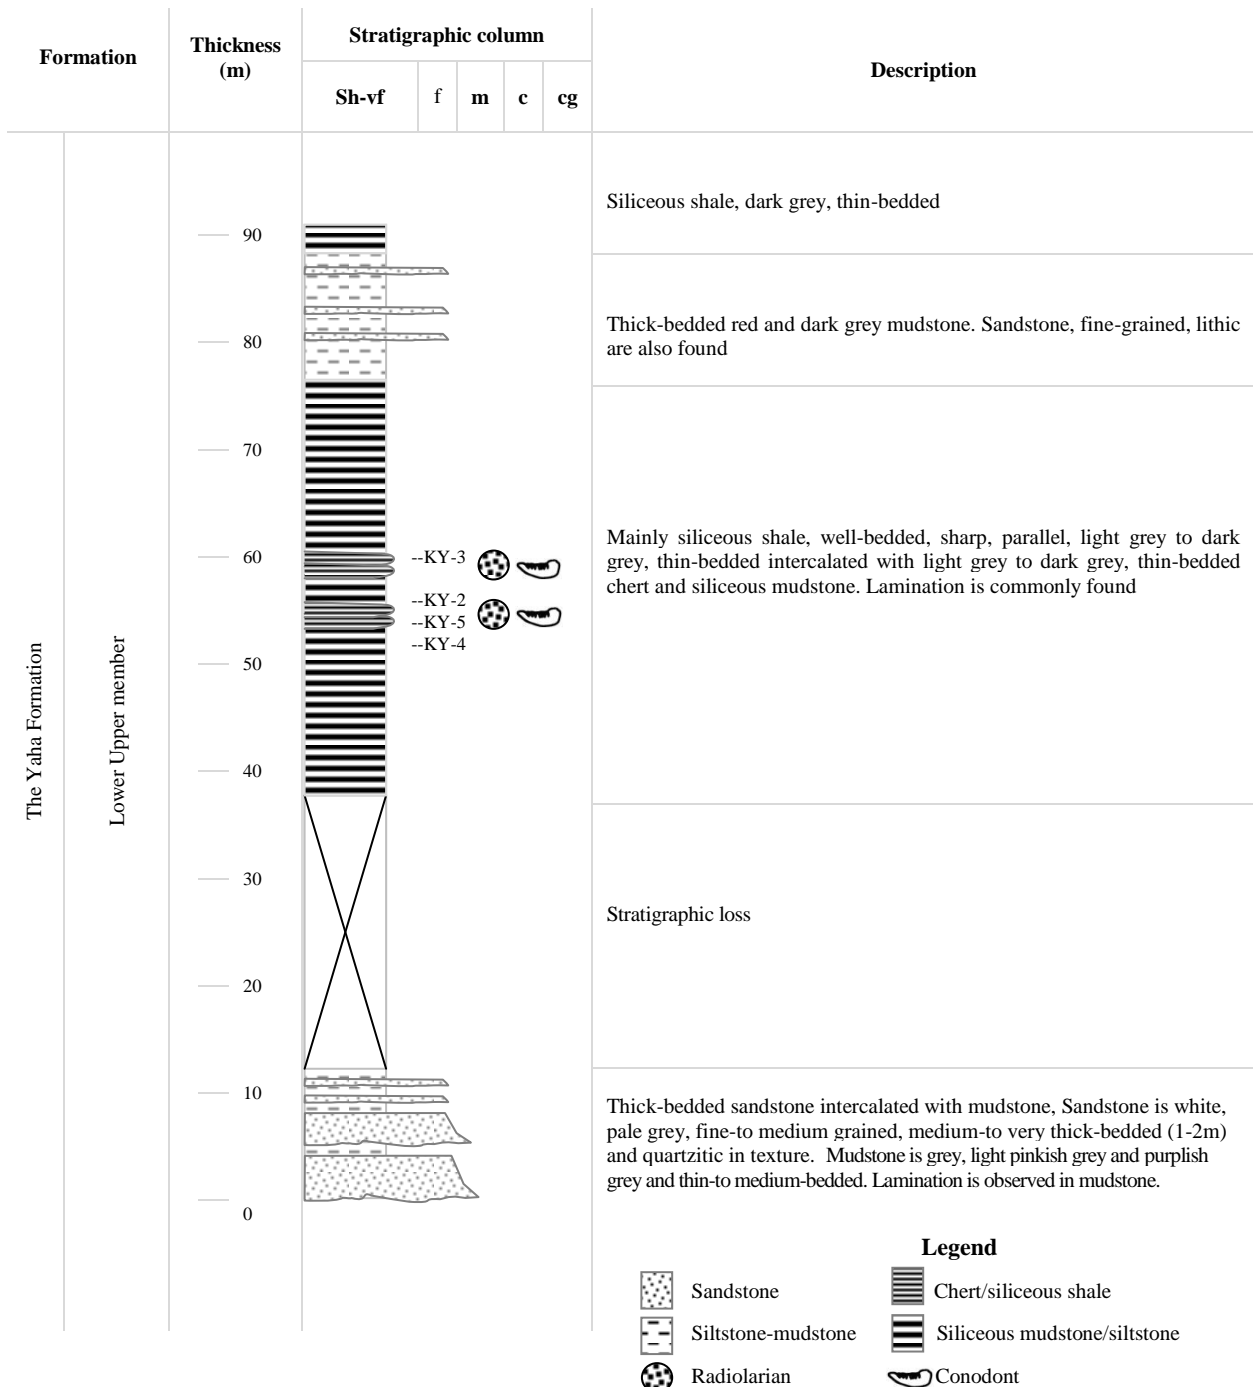 Formation
Thickness
(m)
Stratigraphic column
Description
Sh-vf
f
m
c
cg
Siliceous shale, dark grey, thin-bedded
90
Thick-bedded red and dark grey mudstone. Sandstone, fine-grained, lithic
are also found
80
70
Mainly siliceous shale, well-bedded, sharp, parallel, light grey to dark
grey, thin-bedded intercalated with light grey to dark grey, thin-bedded
chert and siliceous mudstone. Lamination is commonly found
60
--KY-3
--KY-2
--KY-5
--KY-4
50
The Yaha Formation
Lower Upper member
40
30
Stratigraphic loss
20
10
Thick-bedded sandstone intercalated with mudstone, Sandstone is white,
pale grey, fine-to medium grained, medium-to very thick-bedded (1-2m)
and quartzitic in texture. Mudstone is grey, light pinkish grey and purplish
grey and thin-to medium-bedded. Lamination is observed in mudstone.
0
Legend
Sandstone
Chert/siliceous shale
Siltstone-mudstone
Siliceous mudstone/siltstone
Radiolarian
Conodont